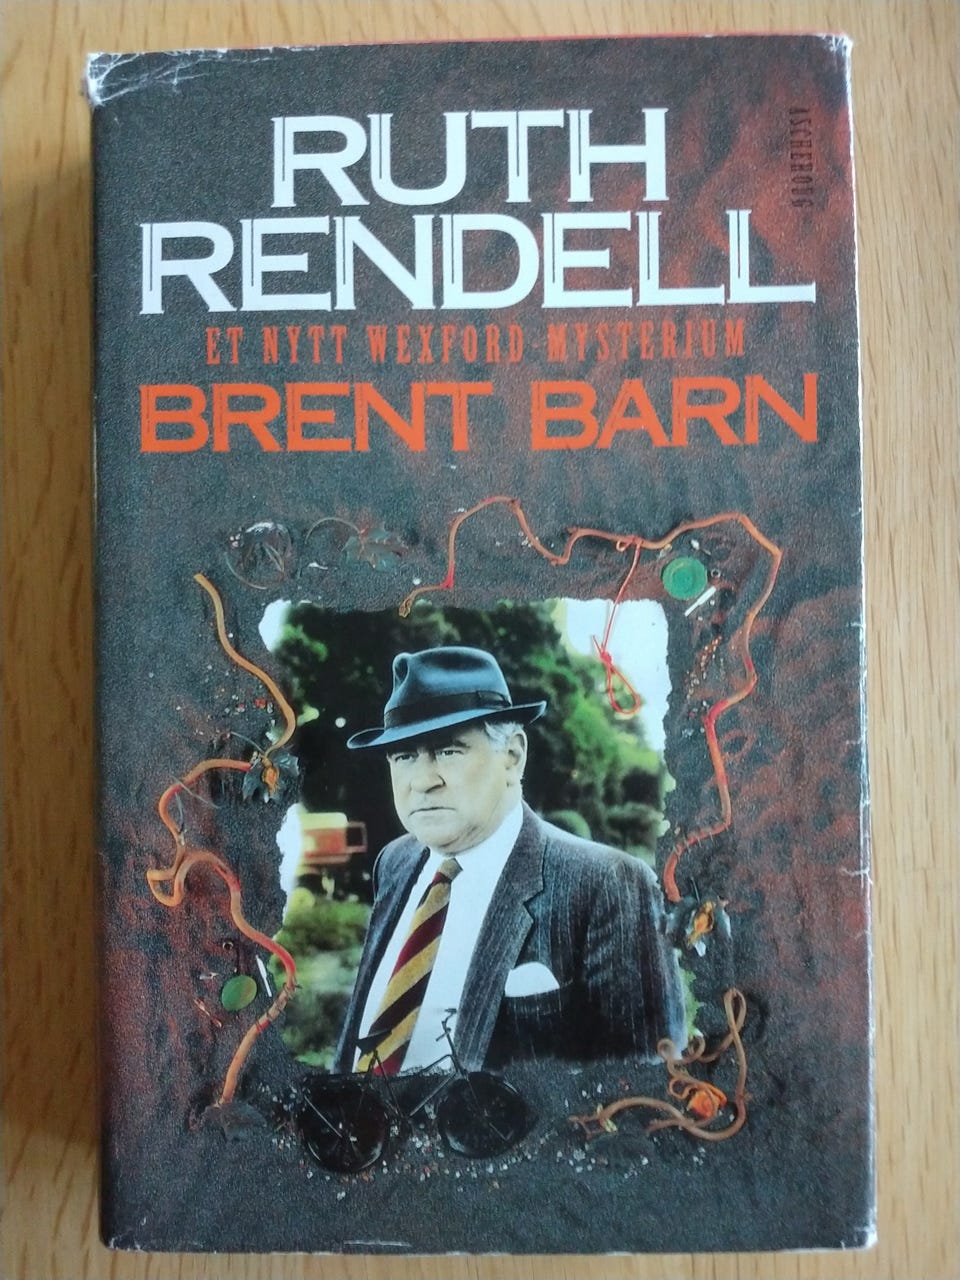 ASCHEHOUG
RUTH
RENDELL
ET NYTT WEXFORD-MYSTERIUM
BRENT BARN